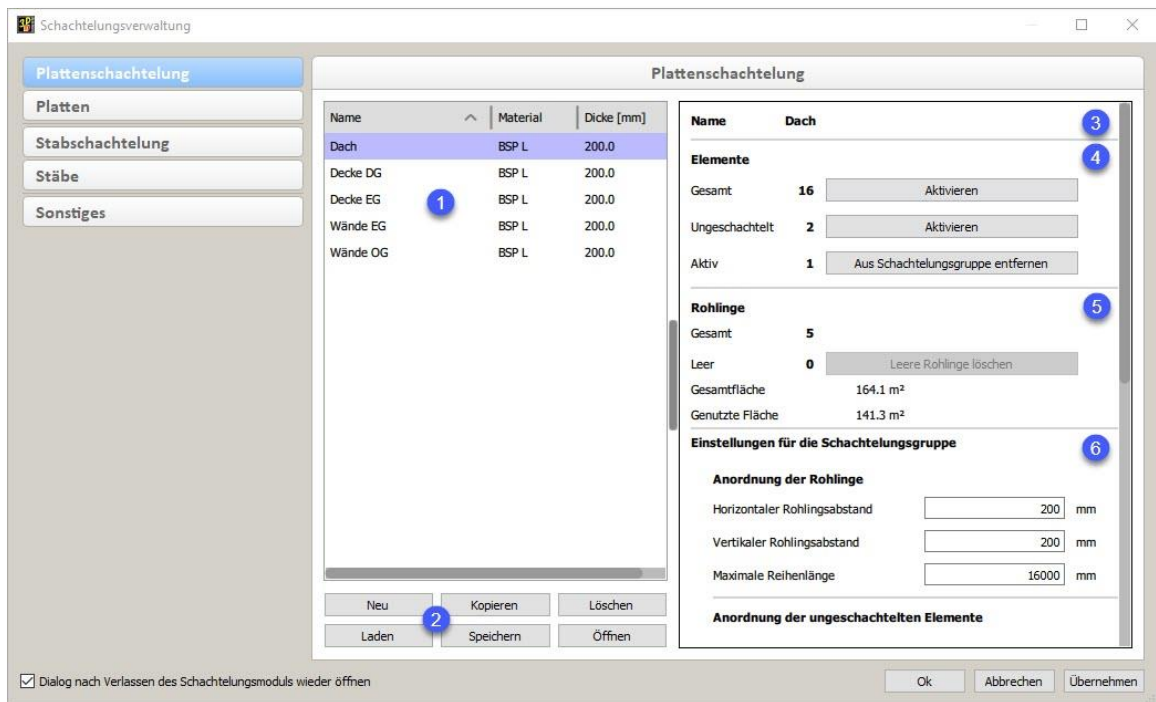 Schachtelungsverwaltung
Plattenschachtelung
Platten
Stabschachtelung
Stäbe
Sonstiges
Plattenschachtelung
Name Material Dicke [mm]
Dach BSP L 200.0
Decke DG BSP L 200.0
Decke EG BSP L 200.0
Wände EG BSP L 200.0
Wände OG BSP L 200.0
1
Neu Kopieren Löschen
2
Laden Speichern Öffnen
Name Dach 3
Elemente 4
Gesamt 16 Aktivieren
Ungeschachtelt 2 Aktivieren
Aktiv 1 Aus Schachtelungsgruppe entfernen
Rohlinge 5
Gesamt 5
Leer 0 Leere Rohlinge löschen
Gesamtfläche 164.1 m²
Genutzte Fläche 141.3 m²
Einstellungen für die Schachtelungsgruppe 6
Anordnung der Rohlinge
Horizontaler Rohlingsabstand 200 mm
Vertikaler Rohlingsabstand 200 mm
Maximale Reihenlänge 16000 mm
Anordnung der ungeschachtelten Elemente
Dialog nach Verlassen des Schachtelungsmoduls wieder öffnen
Ok Abbrechen Übernehmen